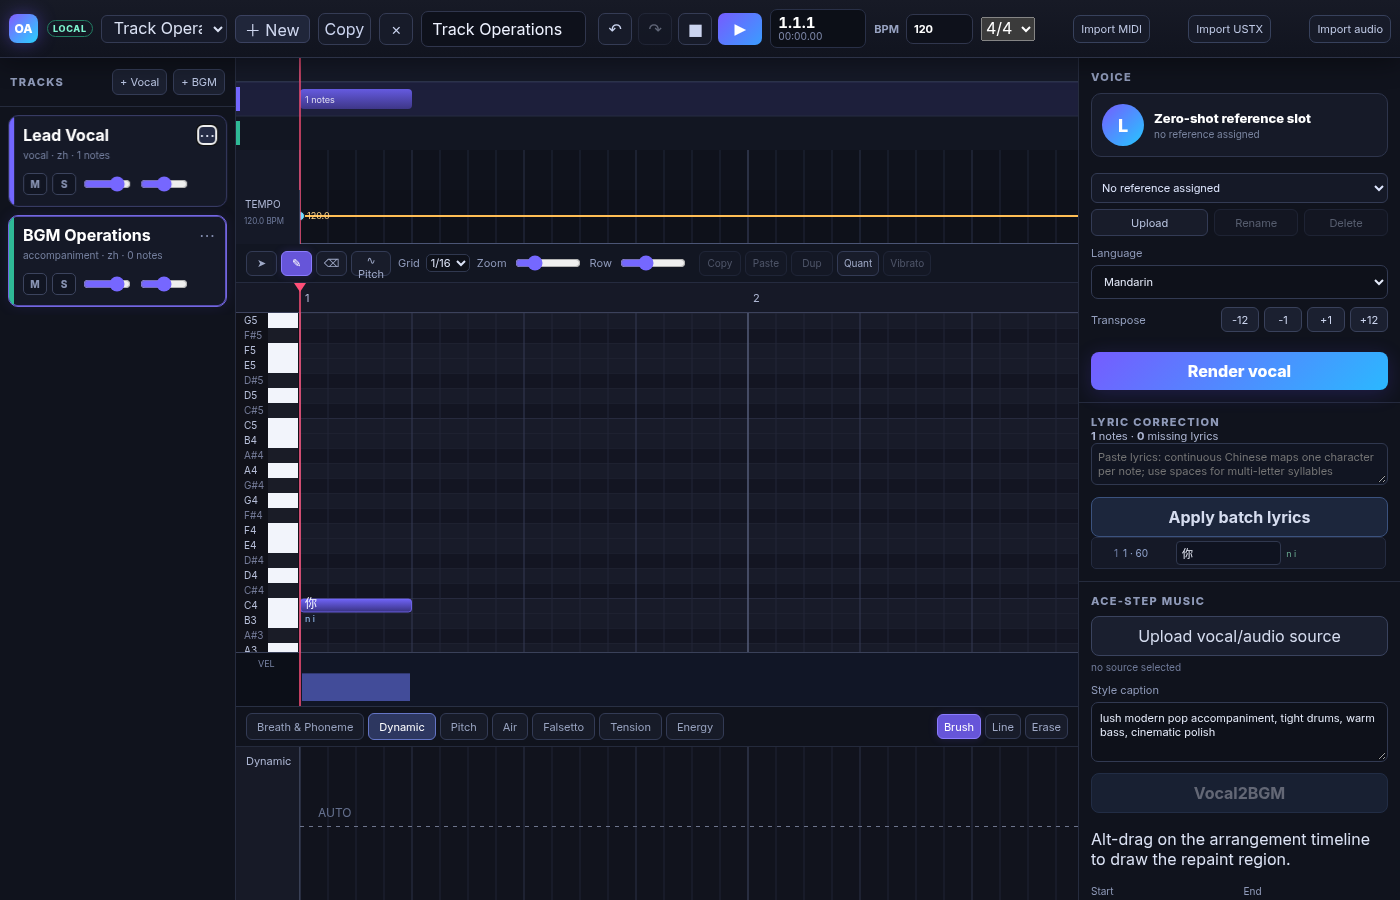 OA LOCAL Track Opera ＋ New Copy × Track Operations 1.1.1 BPM 120 4/4 Import MIDI Import USTX Import audio
00:00.00
TRACKS + Vocal + BGM
Lead Vocal ...
vocal · zh · 1 notes
M S
BGM Operations ...
accompaniment · zh · 0 notes
M S
1 notes
TEMPO
120.0 BPM
120.0
∿ Pitch Grid 1/16 Zoom Row Copy Paste Dup Quant Vibrato
1 2
G5
F#5
F5
E5
D#5
D5
C#5
C5
B4
A#4
A4
G#4
G4
F#4
F4
E4
D#4
D4
C#4
C4 你
B3 n i
A#3
A3
VEL
Breath & Phoneme Dynamic Pitch Air Falsetto Tension Energy Brush Line Erase
Dynamic
AUTO
VOICE
L
Zero-shot reference slot
no reference assigned
No reference assigned
Upload Rename Delete
Language
Mandarin
Transpose -12 -1 +1 +12
Render vocal
LYRIC CORRECTION
1 notes · 0 missing lyrics
Paste lyrics: continuous Chinese maps one character
per note; use spaces for multi-letter syllables
Apply batch lyrics
1 1 · 60 你 n i
ACE-STEP MUSIC
Upload vocal/audio source
no source selected
Style caption
lush modern pop accompaniment, tight drums, warm
bass, cinematic polish
Vocal2BGM
Alt-drag on the arrangement timeline
to draw the repaint region.
Start End